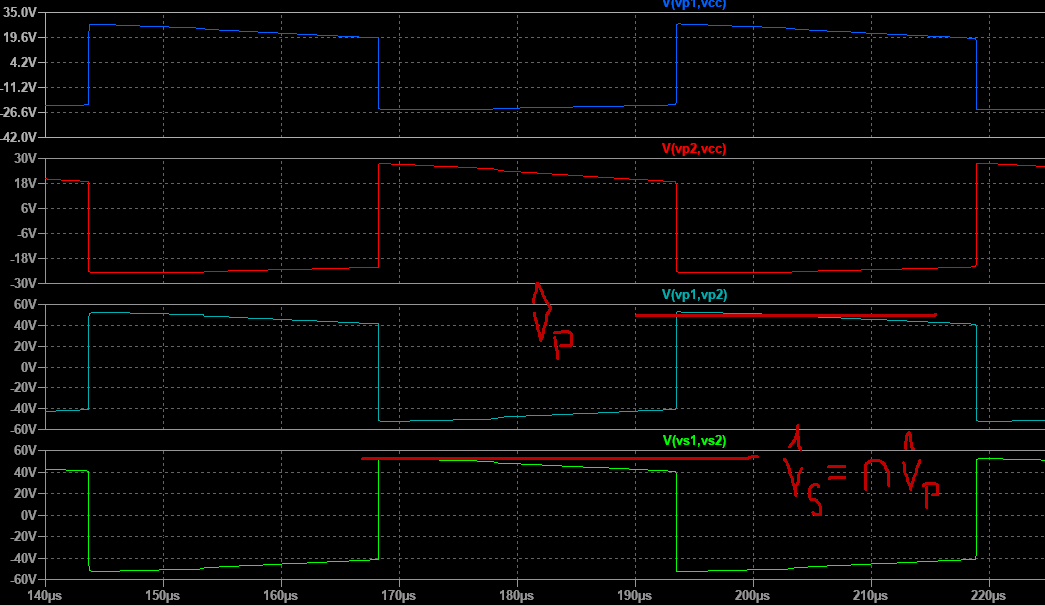 V(vp1,vcc)
35.0V
19.6V
4.2V
-11.2V
-26.6V
-42.0V
V(vp2,vcc)
30V
18V
6V
-6V
-18V
-30V
V(vp1,vp2)
60V
40V
20V
0V
-20V
-40V
-60V
V̂p
V(vs1,vs2)
60V
40V
20V
0V
-20V
-40V
-60V
V̂s = n V̂p
140µs 150µs 160µs 170µs 180µs 190µs 200µs 210µs 220µs